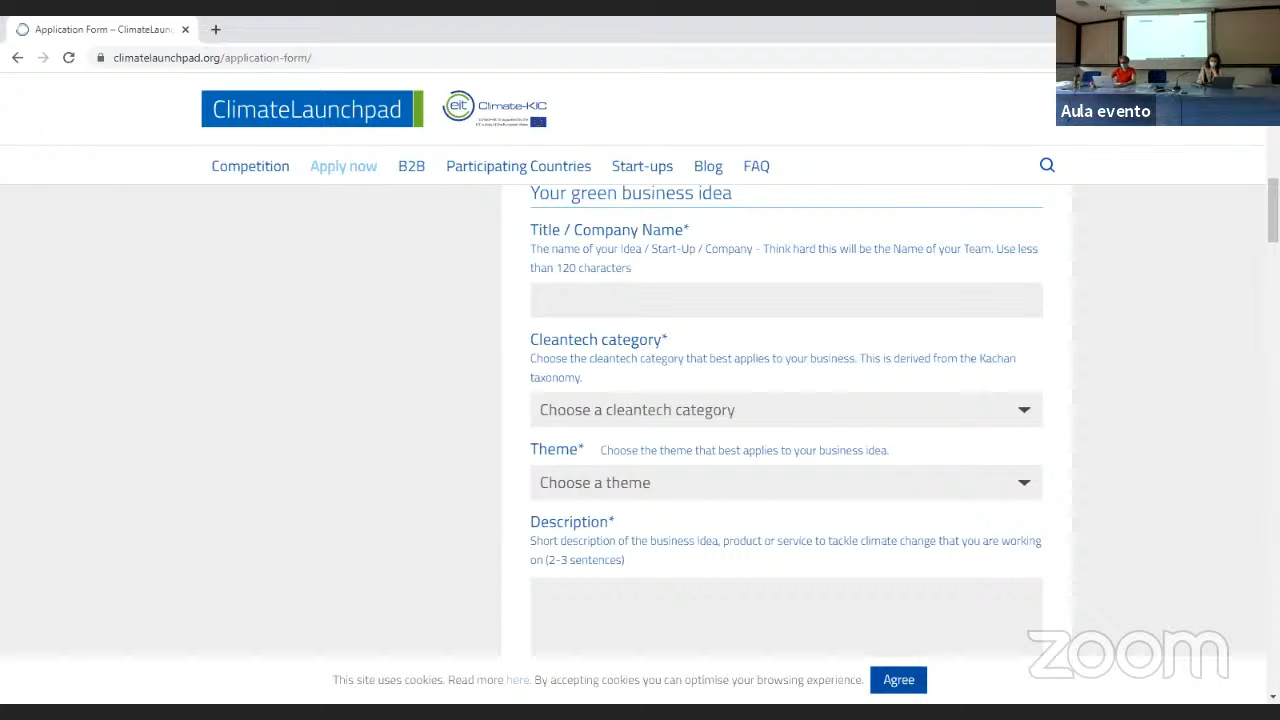 Application Form – ClimateLaunc
climatelaunchpad.org/application-form/
Aula evento
ClimateLaunchpad
eit Climate-KIC
Competition Apply now B2B Participating Countries Start-ups Blog FAQ
Your green business idea
Title / Company Name*
The name of your Idea / Start-Up / Company - Think hard this will be the Name of your Team. Use less
than 120 characters
Cleantech category*
Choose the cleantech category that best applies to your business. This is derived from the Kachan
taxonomy.
Choose a cleantech category
Theme* Choose the theme that best applies to your business idea.
Choose a theme
Description*
Short description of the business idea, product or service to tackle climate change that you are working
on (2-3 sentences)
zoom
This site uses cookies. Read more here. By accepting cookies you can optimise your browsing experience. Agree